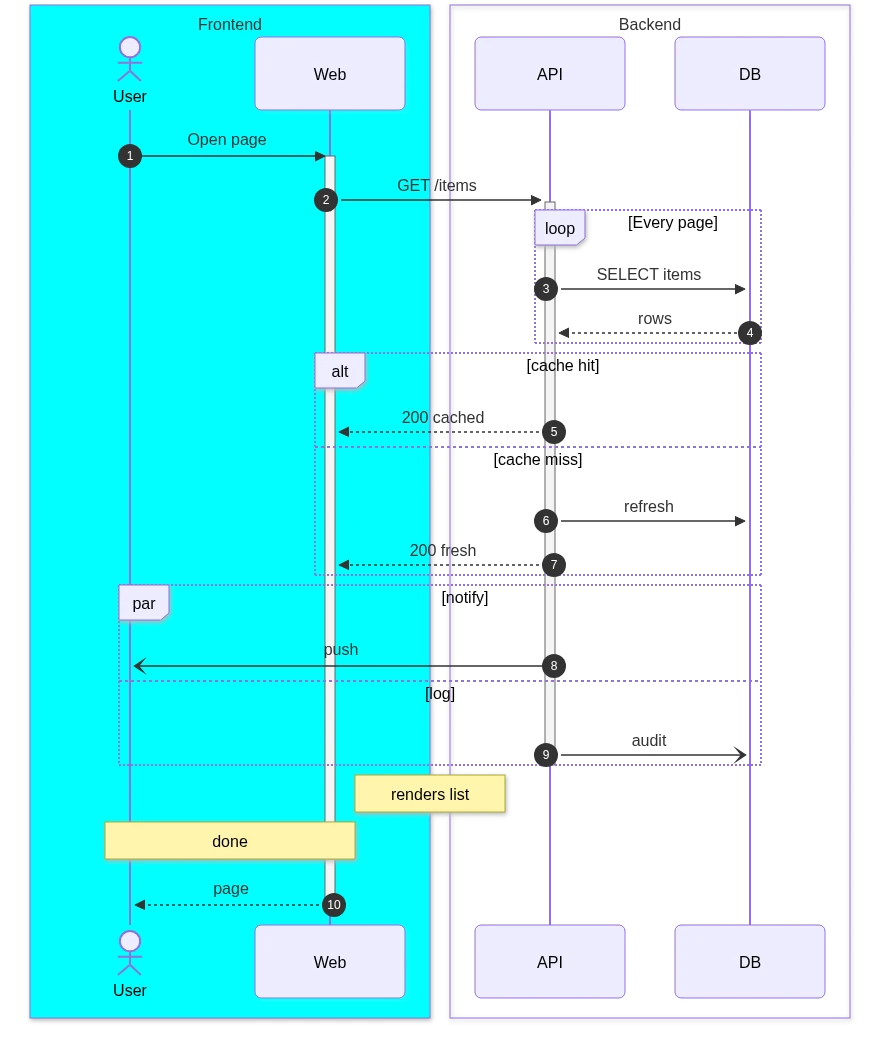 Frontend
Backend
User
Web
API
DB
Open page
1
GET /items
2
loop
[Every page]
SELECT items
3
rows
4
alt
[cache hit]
200 cached
5
[cache miss]
refresh
6
200 fresh
7
par
[notify]
push
8
[log]
audit
9
renders list
done
page
10
User
Web
API
DB